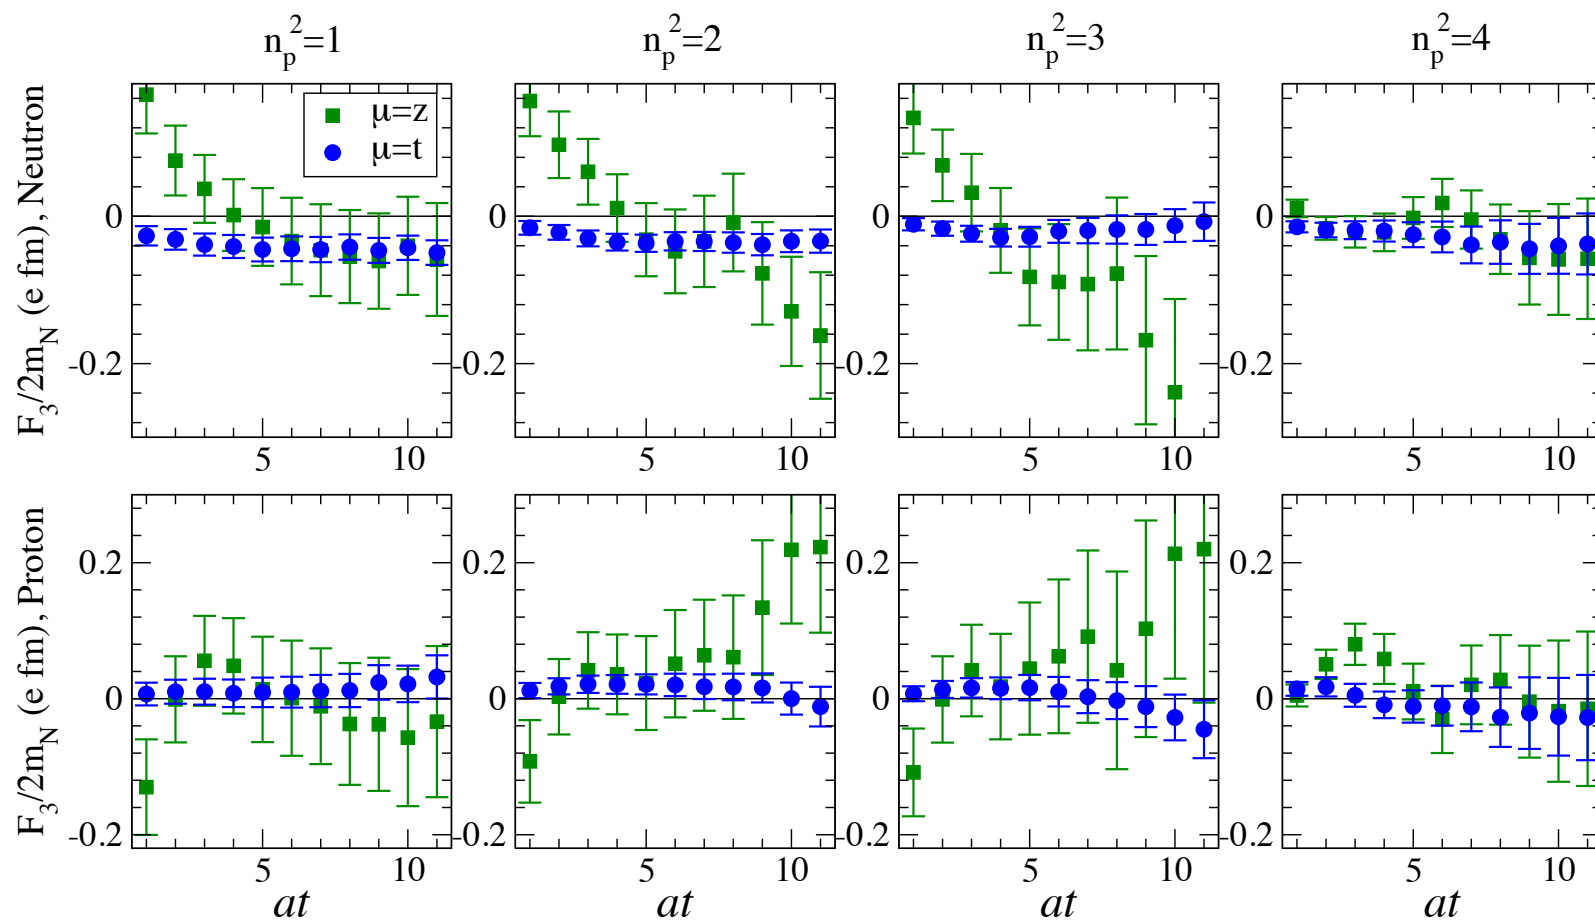 n_p^2=1 n_p^2=2 n_p^2=3 n_p^2=4
F_3/2m_N (e fm), Neutron
μ=z
μ=t
0 0 0 0
-0.2 -0.2 -0.2 -0.2
5 10 5 10 5 10 5 10
F_3/2m_N (e fm), Proton
0.2 0.2 0.2 0.2
0 0 0 0
-0.2 -0.2 -0.2 -0.2
5 10 5 10 5 10 5 10
at at at at